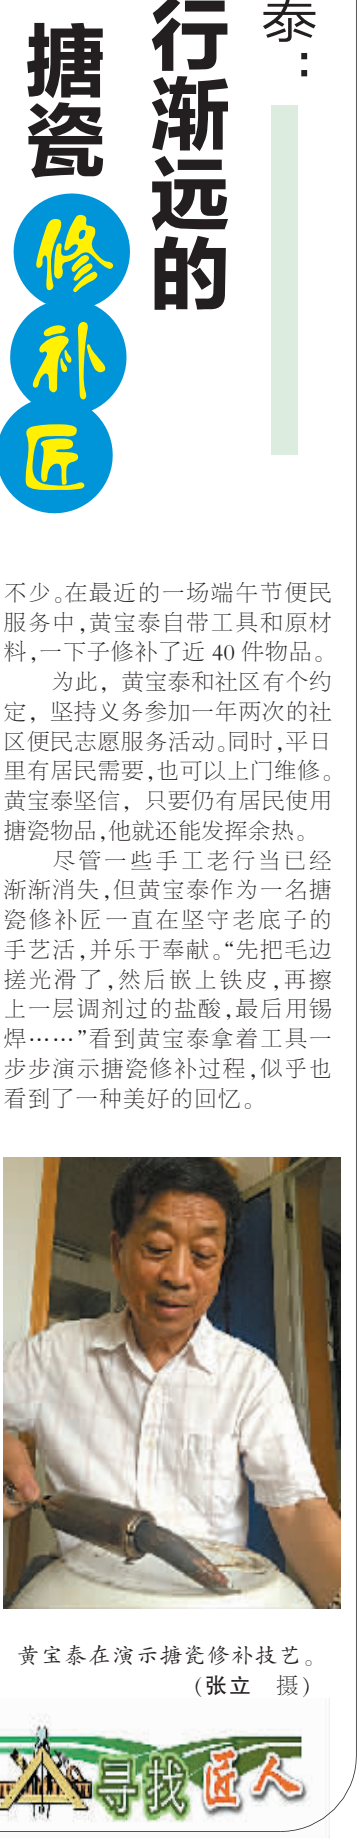 泰：
行渐远的
搪瓷
修补匠
不少。在最近的一场端午节便民
服务中，黄宝泰自带工具和原材
料，一下子修补了近 40 件物品。
为此，黄宝泰和社区有个约
定，坚持义务参加一年两次的社
区便民志愿服务活动。同时，平日
里有居民需要，也可以上门维修。
黄宝泰坚信，只要仍有居民使用
搪瓷物品，他就还能发挥余热。
尽管一些手工老行当已经
渐渐消失，但黄宝泰作为一名搪
瓷修补匠一直在坚守老底子的
手艺活，并乐于奉献。“先把毛边
搓光滑了，然后嵌上铁皮，再擦
上一层调剂过的盐酸，最后用锡
焊……”看到黄宝泰拿着工具一
步步演示搪瓷修补过程，似乎也
看到了一种美好的回忆。
黄宝泰在演示搪瓷修补技艺。
（张立 摄）
寻找匠人